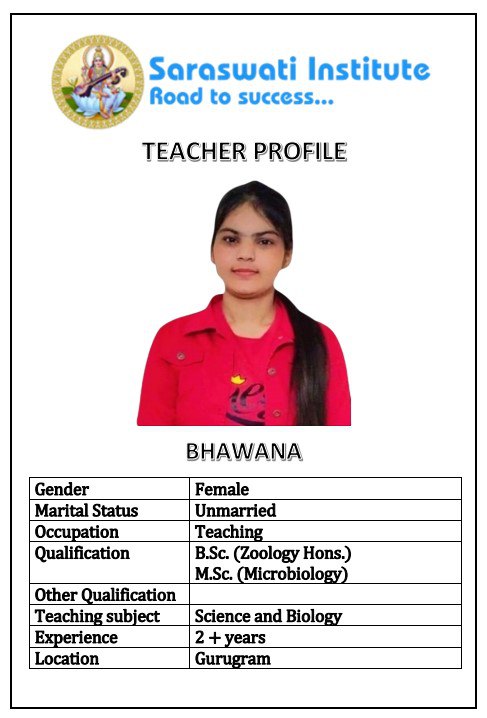 Saraswati Institute
Road to success...
TEACHER PROFILE
BHAWANA
Gender Female
Marital Status Unmarried
Occupation Teaching
Qualification B.Sc. (Zoology Hons.)
M.Sc. (Microbiology)
Other Qualification
Teaching subject Science and Biology
Experience 2 + years
Location Gurugram